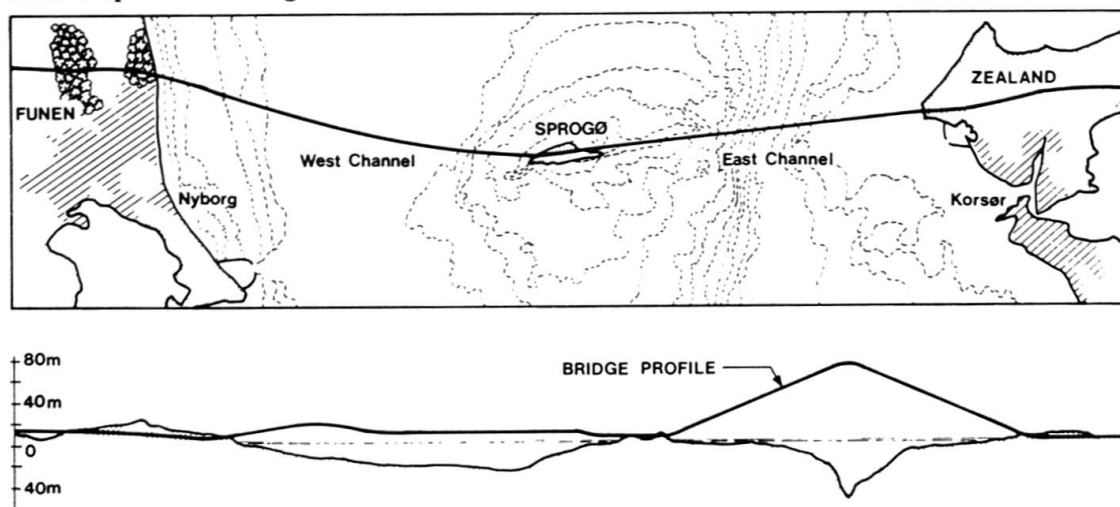 FUNEN
ZEALAND
SPROGØ
West Channel
East Channel
Nyborg
Korsør
80m
BRIDGE PROFILE
40m
0
40m